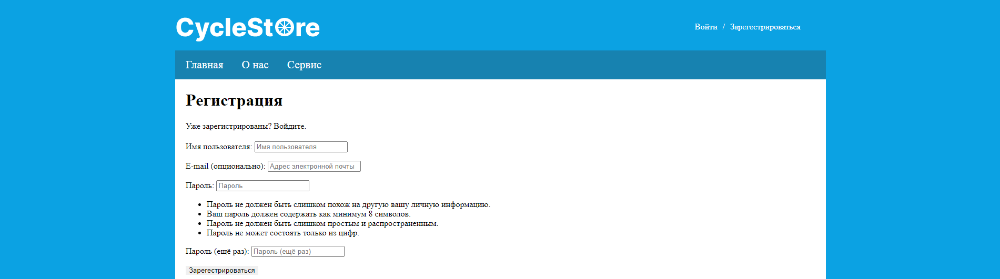 CycleStore
Войти / Зарегестрироваться
Главная О нас Сервис
Регистрация
Уже зарегистрированы? Войдите.
Имя пользователя: Имя пользователя
E-mail (опционально): Адрес электронной почты
Пароль: Пароль
Пароль не должен быть слишком похож на другую вашу личную информацию.
Ваш пароль должен содержать как минимум 8 символов.
Пароль не должен быть слишком простым и распространенным.
Пароль не может состоять только из цифр.
Пароль (ещё раз): Пароль (ещё раз)
Зарегестрироваться